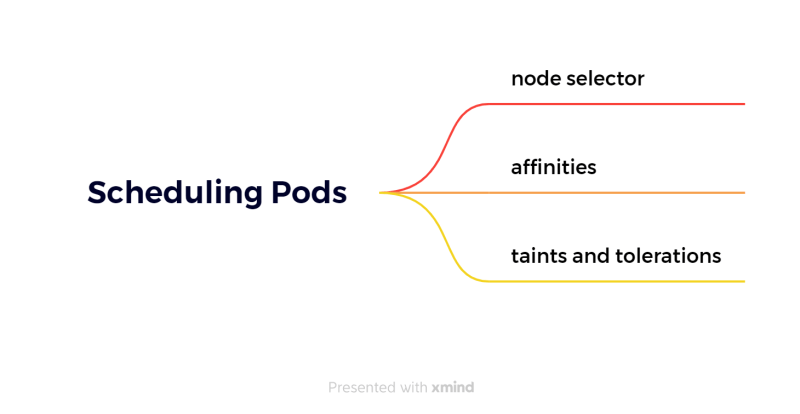 node selector
affinities
Scheduling Pods
taints and tolerations
Presented with xmind